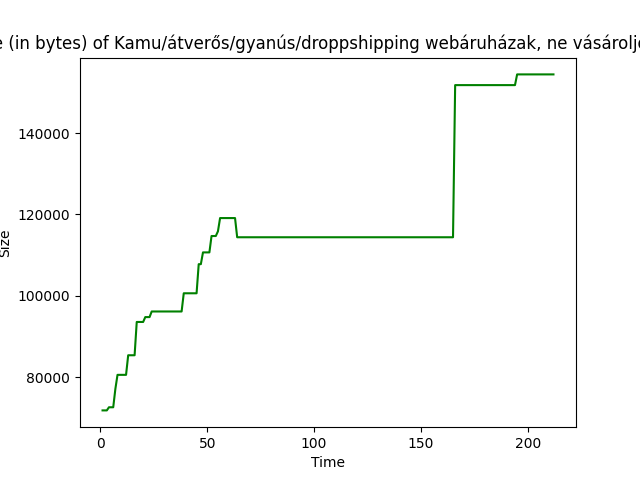 e (in bytes) of Kamu/átverős/gyanús/droppshipping webáruházak, ne vásárolj
140000
120000
100000
80000
Size
0 50 100 150 200
Time